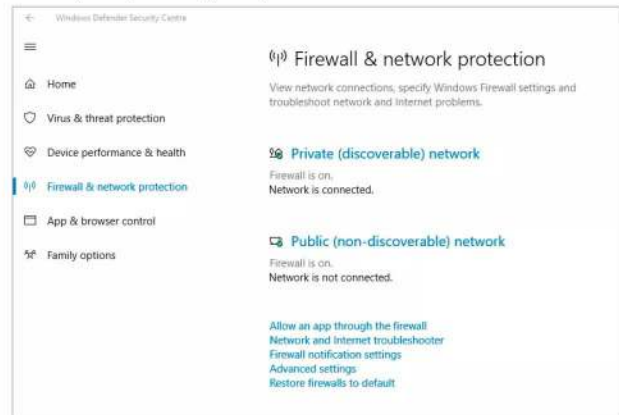 Windows Defender Security Centre
Home
Virus & threat protection
Device performance & health
Firewall & network protection
App & browser control
Family options
Firewall & network protection
View network connections, specify Windows Firewall settings and
troubleshoot network and Internet problems.
Private (discoverable) network
Firewall is on.
Network is connected.
Public (non-discoverable) network
Firewall is on.
Network is not connected.
Allow an app through the firewall
Network and Internet troubleshooter
Firewall notification settings
Advanced settings
Restore firewalls to default